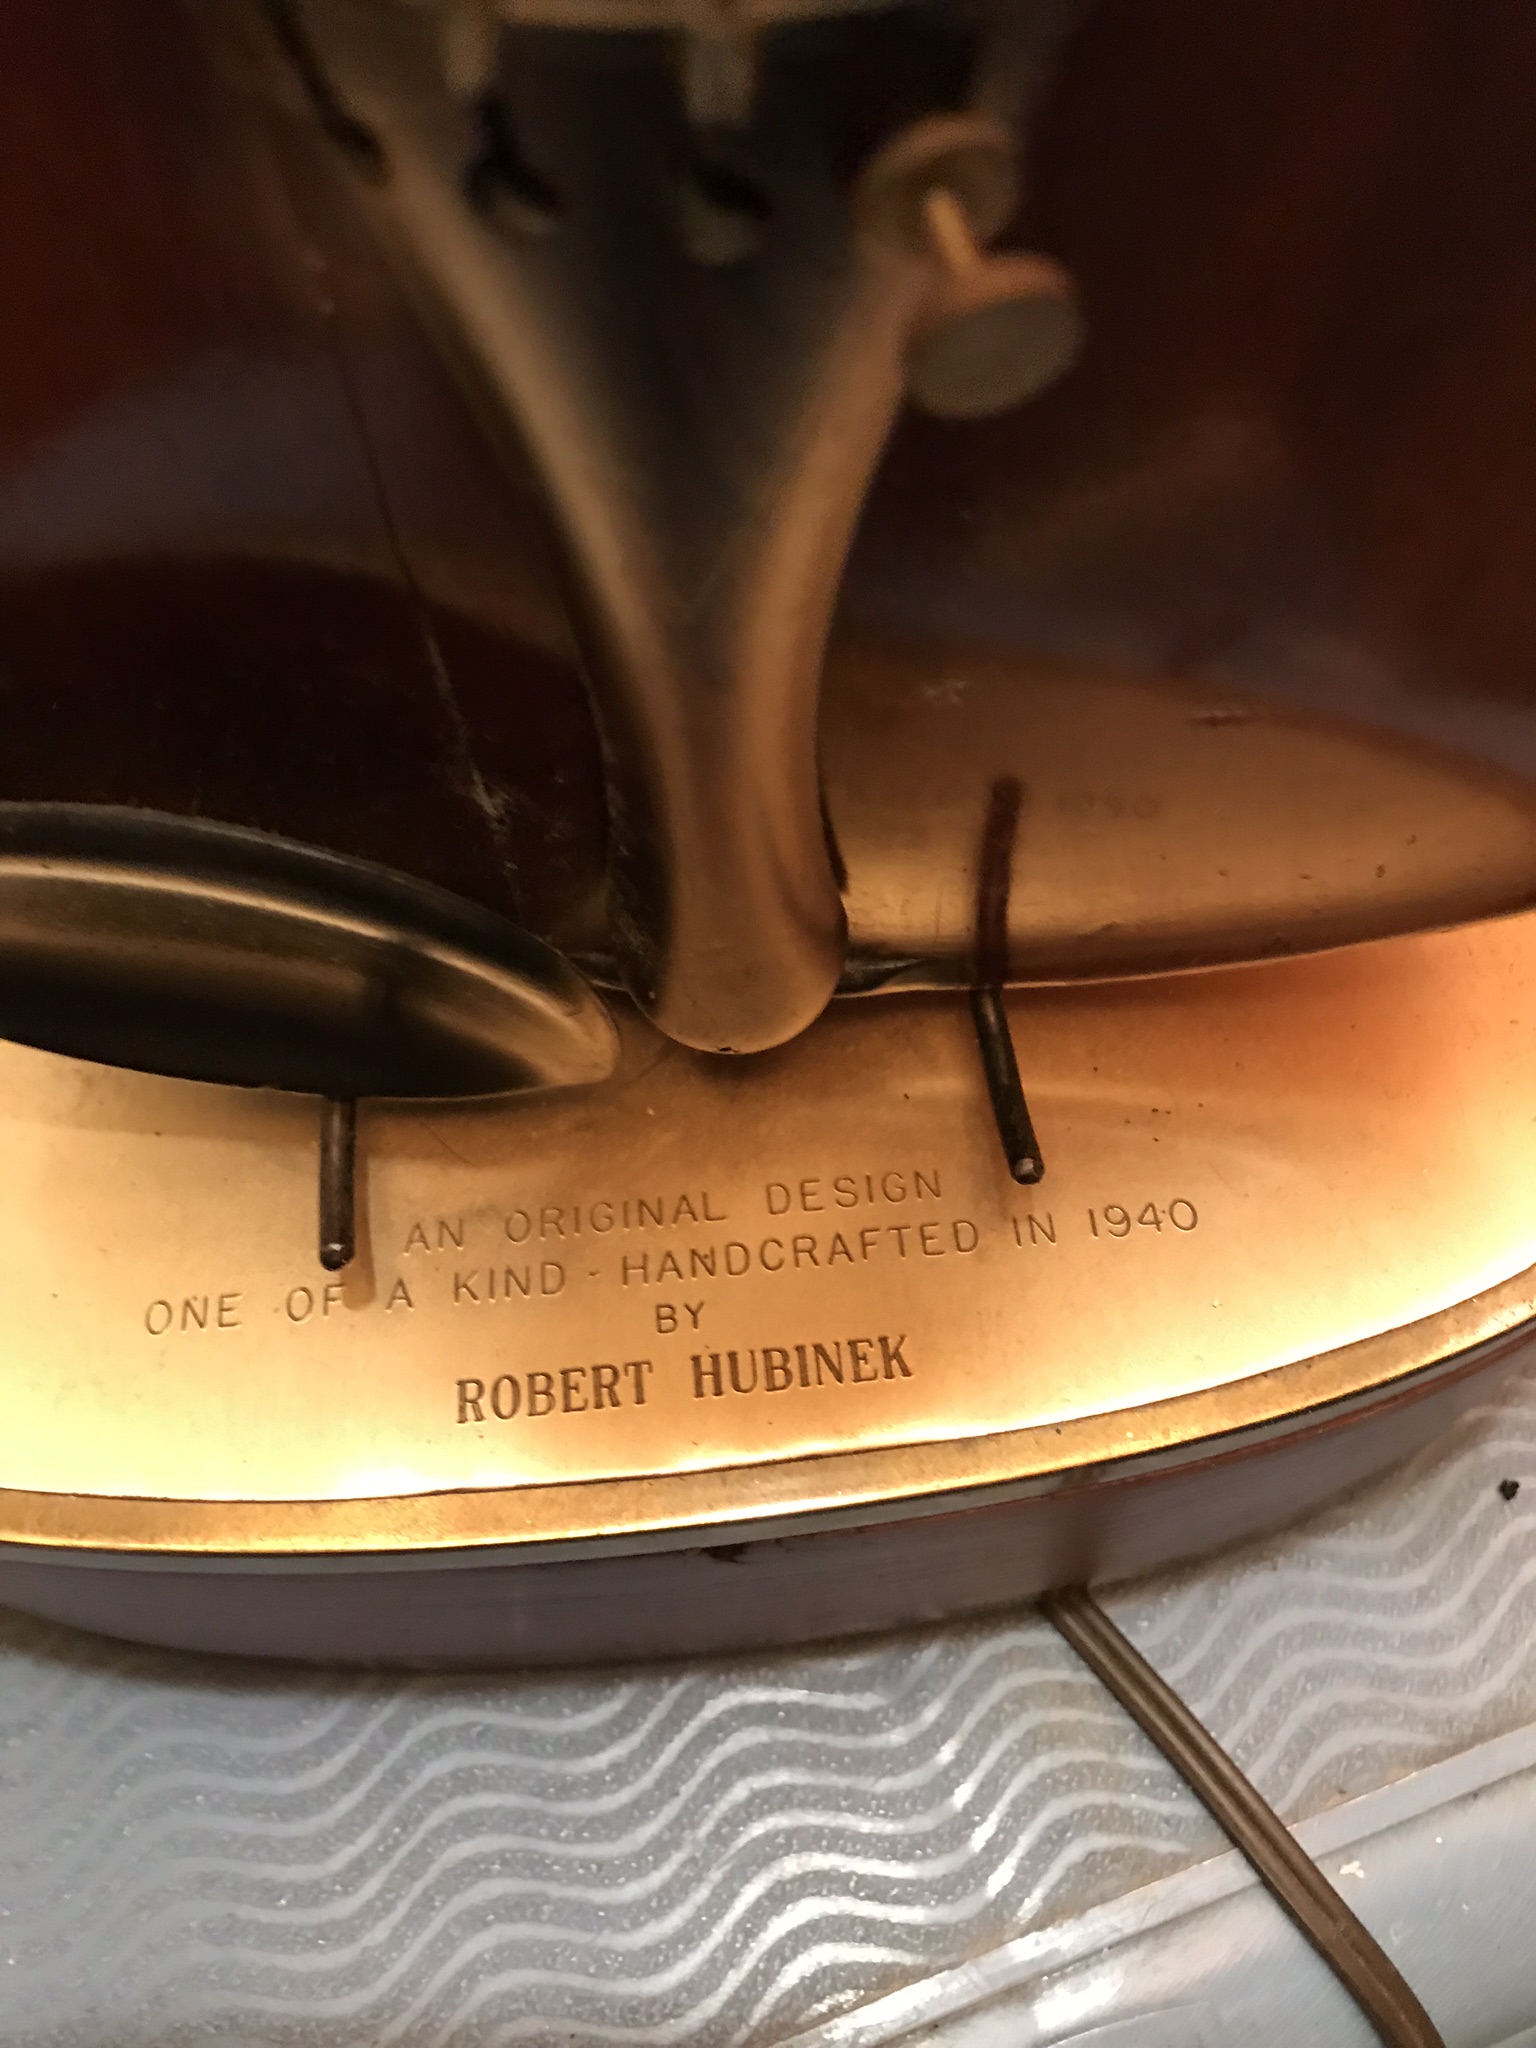 AN ORIGINAL DESIGN
ONE OF A KIND - HANDCRAFTED IN 1940
BY
ROBERT HUBINEK